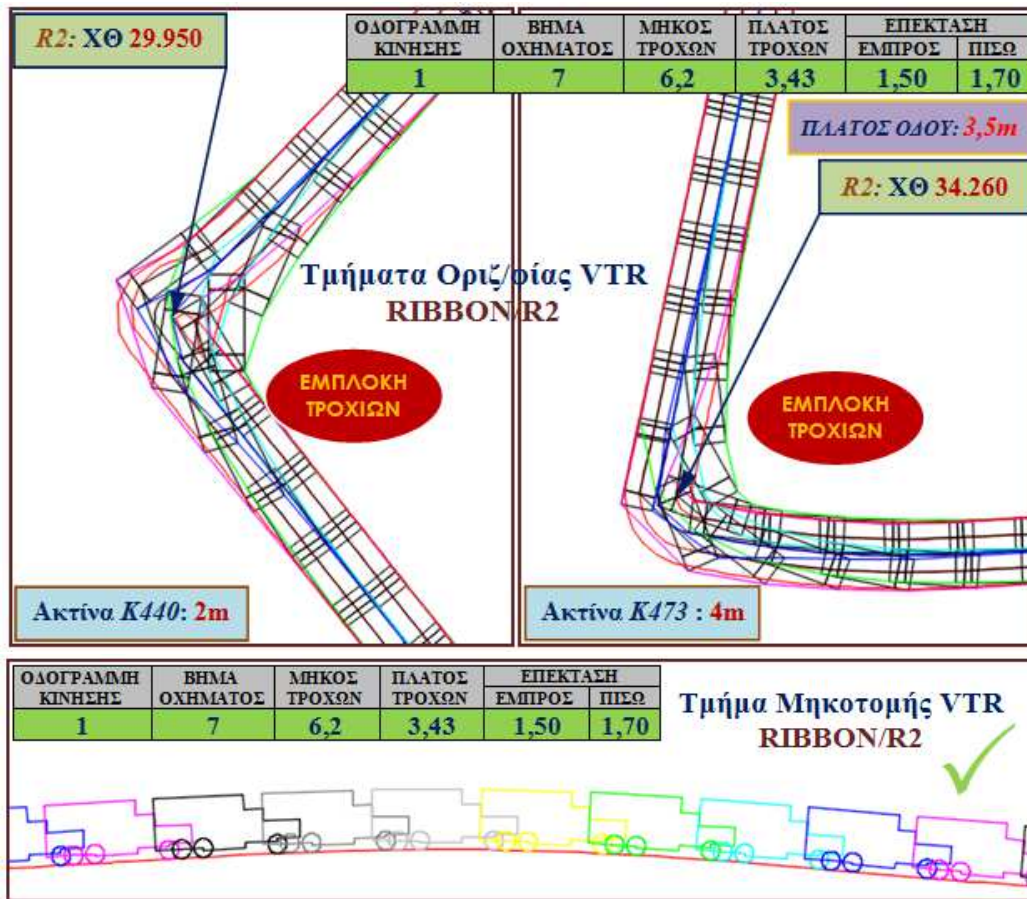 R2: ΧΘ 29.950
ΟΔΟΓΡΑΜΜΗ ΚΙΝΗΣΗΣ ΒΗΜΑ ΟΧΗΜΑΤΟΣ ΜΗΚΟΣ ΤΡΟΧΩΝ ΠΛΑΤΟΣ ΤΡΟΧΩΝ ΕΠΕΚΤΑΣΗ
ΕΜΠΡΟΣ ΠΙΣΩ
1 7 6,2 3,43 1,50 1,70
ΠΛΑΤΟΣ ΟΔΟΥ: 3,5m
R2: ΧΘ 34.260
Τμήματα Οριζ/φίας VTR
RIBBON/R2
ΕΜΠΛΟΚΗ
ΤΡΟΧΙΩΝ
ΕΜΠΛΟΚΗ
ΤΡΟΧΙΩΝ
Ακτίνα K440: 2m
Ακτίνα K473 : 4m
ΟΔΟΓΡΑΜΜΗ ΚΙΝΗΣΗΣ ΒΗΜΑ ΟΧΗΜΑΤΟΣ ΜΗΚΟΣ ΤΡΟΧΩΝ ΠΛΑΤΟΣ ΤΡΟΧΩΝ ΕΠΕΚΤΑΣΗ
ΕΜΠΡΟΣ ΠΙΣΩ
1 7 6,2 3,43 1,50 1,70
Τμήμα Μηκοτομής VTR
RIBBON/R2